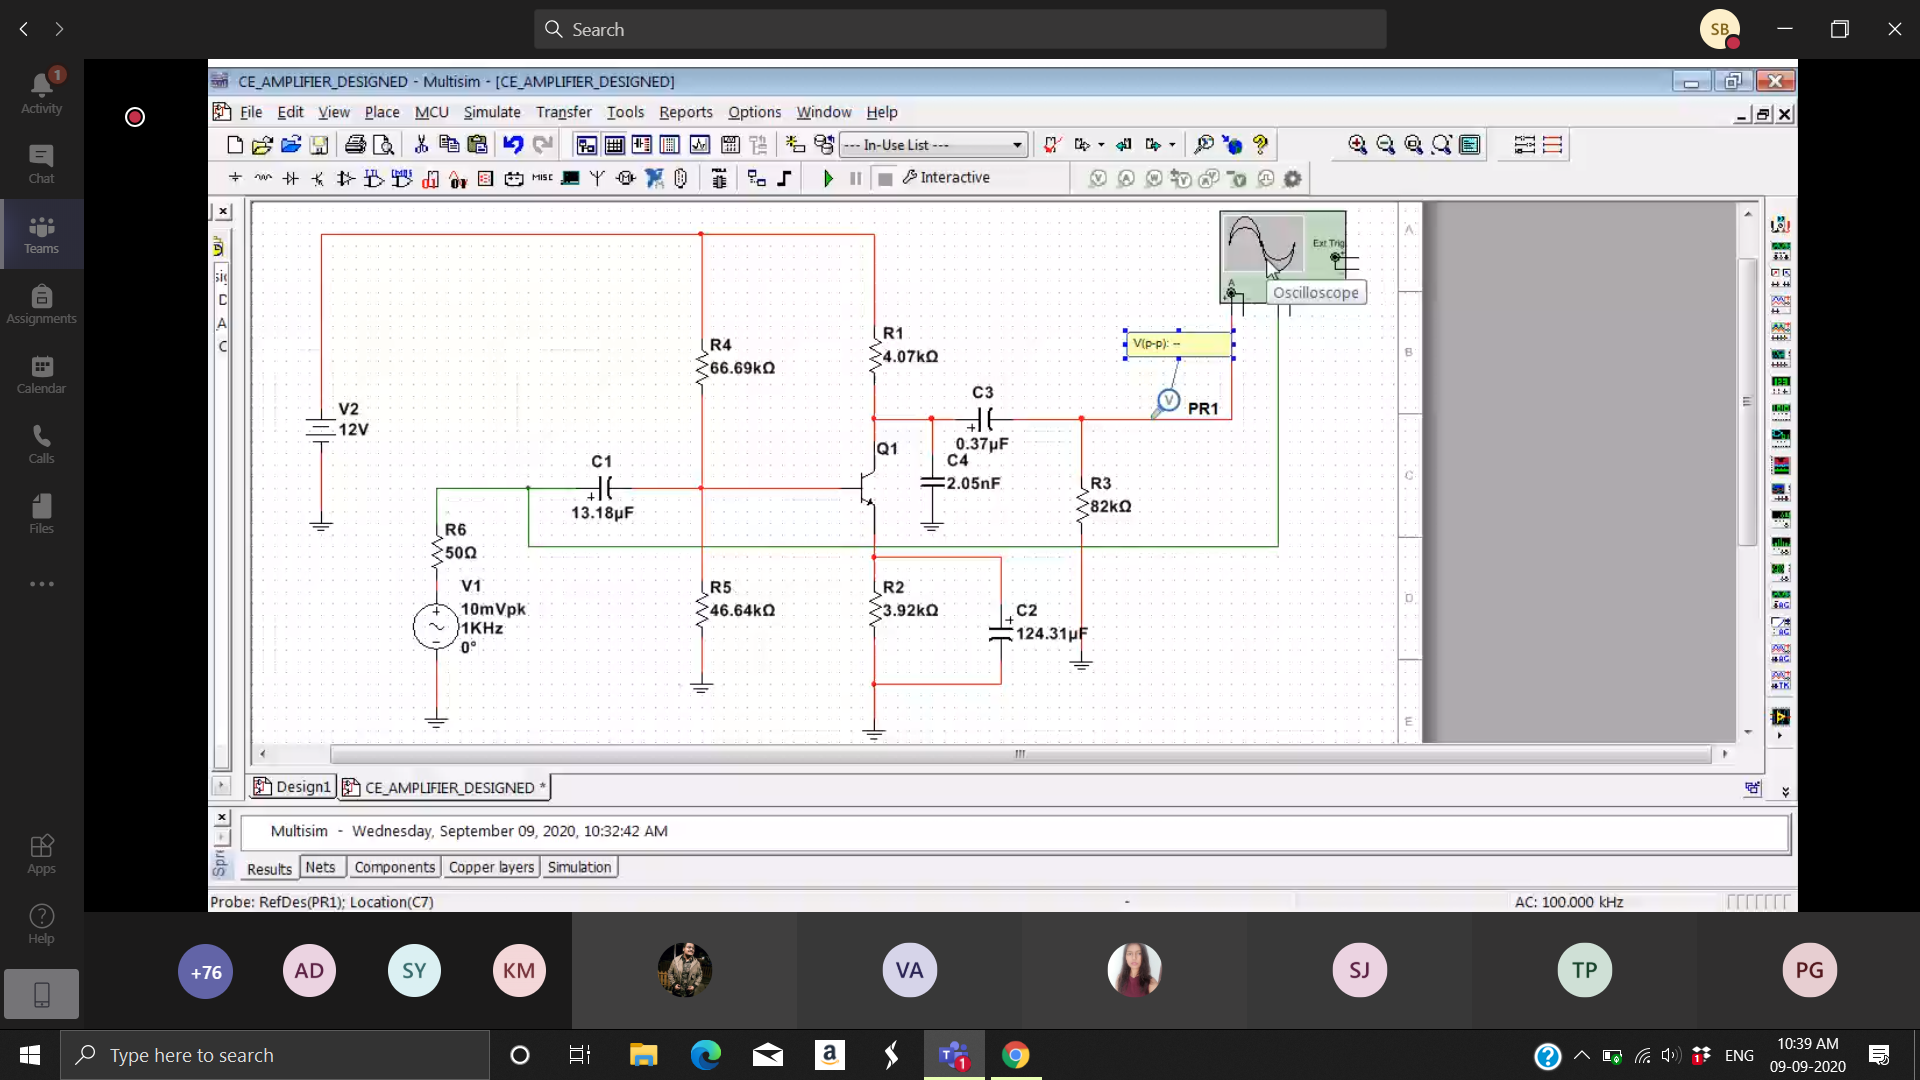 Search
SB
Activity
1
Chat
Teams
Assignments
Calendar
Calls
Files
Apps
Help
CE_AMPLIFIER_DESIGNED - Multisim - [CE_AMPLIFIER_DESIGNED]
File Edit View Place MCU Simulate Transfer Tools Reports Options Window Help
--- In-Use List ---
MISC Interactive
Ext Trig
A
Oscilloscope
V(p-p): --
V
PR1
R1
4.07kΩ
R4
66.69kΩ
C3
0.37µF
V2
12V
Q1
C4
2.05nF
C1
13.18µF
R3
82kΩ
R6
50Ω
V1
10mVpk
1KHz
0°
R5
46.64kΩ
R2
3.92kΩ
C2
124.31µF
A
B
C
D
E
Design1 CE_AMPLIFIER_DESIGNED *
Multisim - Wednesday, September 09, 2020, 10:32:42 AM
Results Nets Components Copper layers Simulation
Probe: RefDes(PR1); Location(C7) - AC: 100.000 kHz
+76 AD SY KM VA SJ TP PG
Type here to search
ENG
10:39 AM
09-09-2020